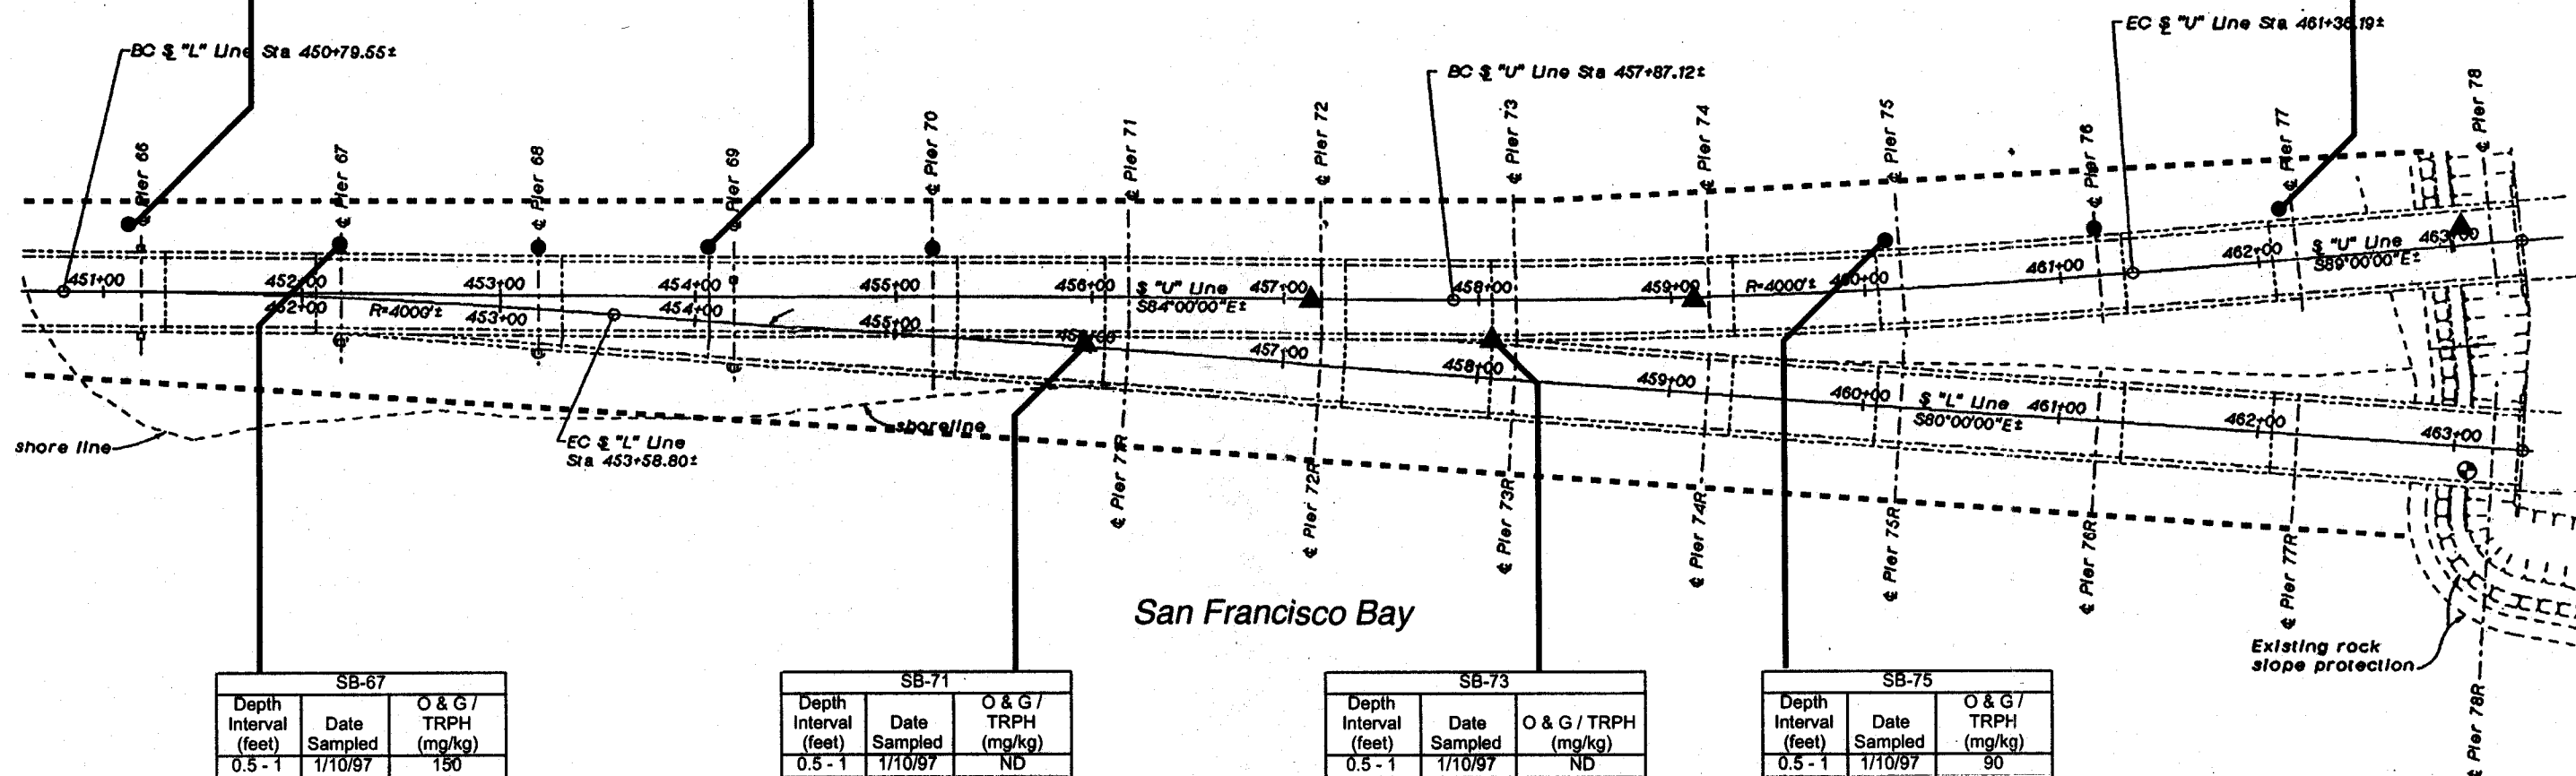 BC ℄ "L" Line Sta 450+79.55±
EC ℄ "U" Line Sta 461+36.19±
BC ℄ "U" Line Sta 457+87.12±
℄ Pier 66
℄ Pier 67
℄ Pier 68
℄ Pier 69
℄ Pier 70
℄ Pier 71
℄ Pier 72
℄ Pier 73
℄ Pier 74
℄ Pier 75
℄ Pier 76
℄ Pier 77
℄ Pier 78
451+00
452+00
453+00
454+00
455+00
456+00
℄ "U" Line
S84°00'00"E±
457+00
458+00
459+00
R=4000'±
460+00
461+00
462+00
℄ "U" Line
S89°00'00"E±
463+00
452+00
R=4000'±
453+00
454+00
455+00
456+00
457+00
458+00
459+00
460+00
℄ "L" Line
S80°00'00"E±
461+00
462+00
463+00
shore line
EC ℄ "L" Line
Sta 453+58.80±
shoreline
℄ Pier 71R
℄ Pier 72R
℄ Pier 73R
℄ Pier 74R
℄ Pier 75R
℄ Pier 76R
℄ Pier 77R
℄ Pier 78R
San Francisco Bay
Existing rock
slope protection
SB-67
Depth Interval (feet) Date Sampled O & G / TRPH (mg/kg)
0.5 - 1 1/10/97 150
SB-71
Depth Interval (feet) Date Sampled O & G / TRPH (mg/kg)
0.5 - 1 1/10/97 ND
SB-73
Depth Interval (feet) Date Sampled O & G / TRPH (mg/kg)
0.5 - 1 1/10/97 ND
SB-75
Depth Interval (feet) Date Sampled O & G / TRPH (mg/kg)
0.5 - 1 1/10/97 90